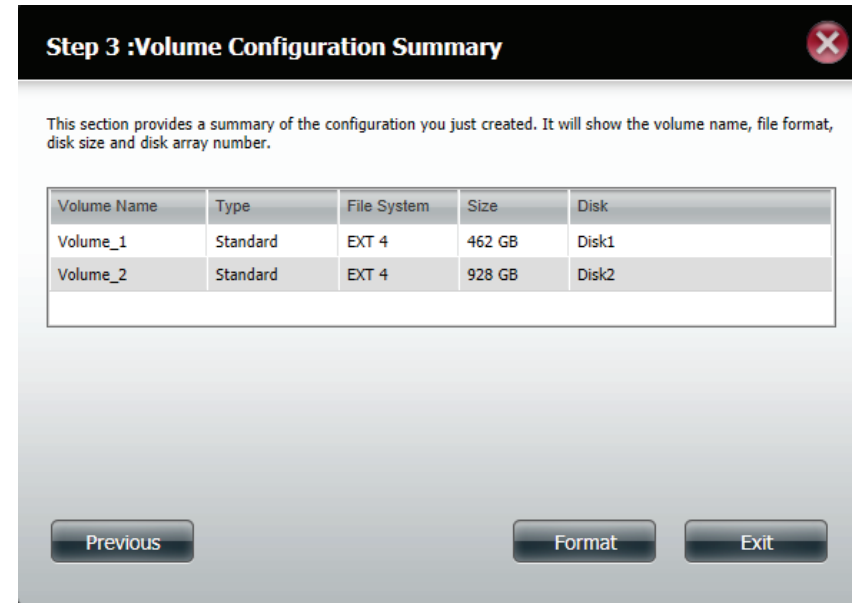 Step 3 :Volume Configuration Summary
This section provides a summary of the configuration you just created. It will show the volume name, file format,
disk size and disk array number.
Volume Name Type File System Size Disk
Volume_1 Standard EXT 4 462 GB Disk1
Volume_2 Standard EXT 4 928 GB Disk2
Previous Format Exit